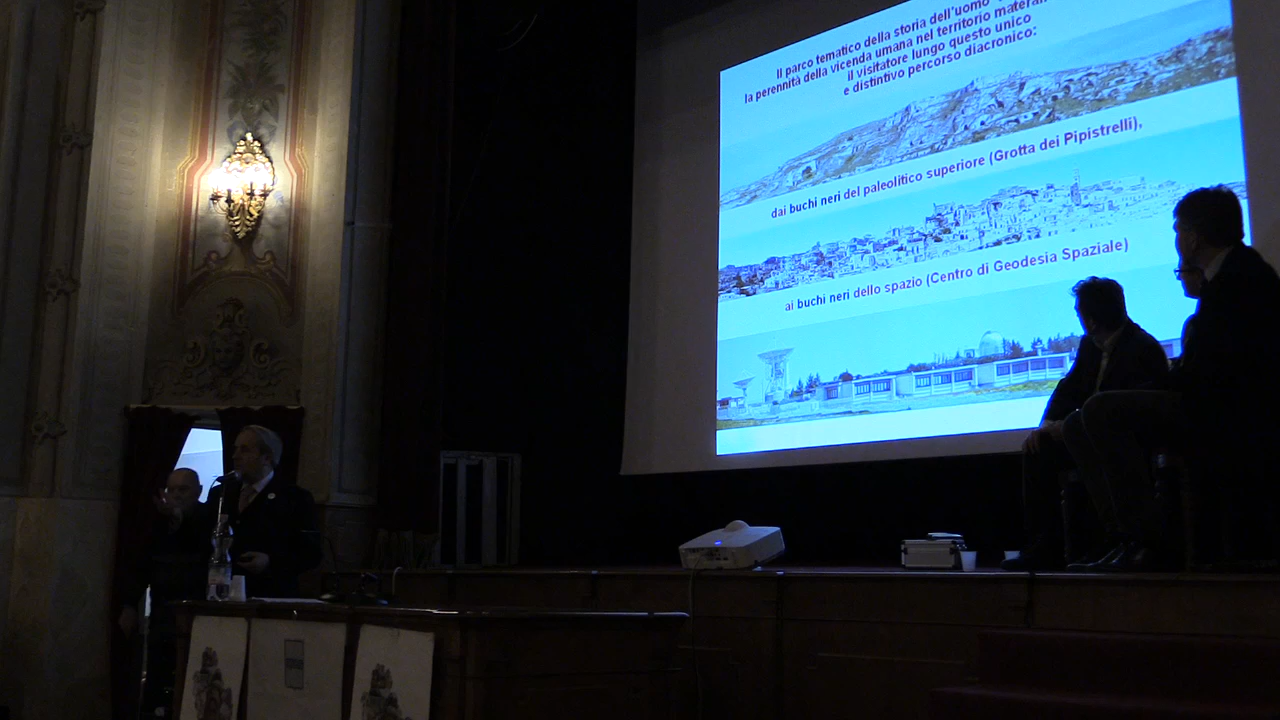 Il parco tematico della storia dell'uomo
la perennità della vicenda umana nel territorio
il visitatore lungo questo unico
e distintivo percorso diacronico:
dai buchi neri del paleolitico superiore (Grotta dei Pipistrelli),
ai buchi neri dello spazio (Centro di Geodesia Spaziale)